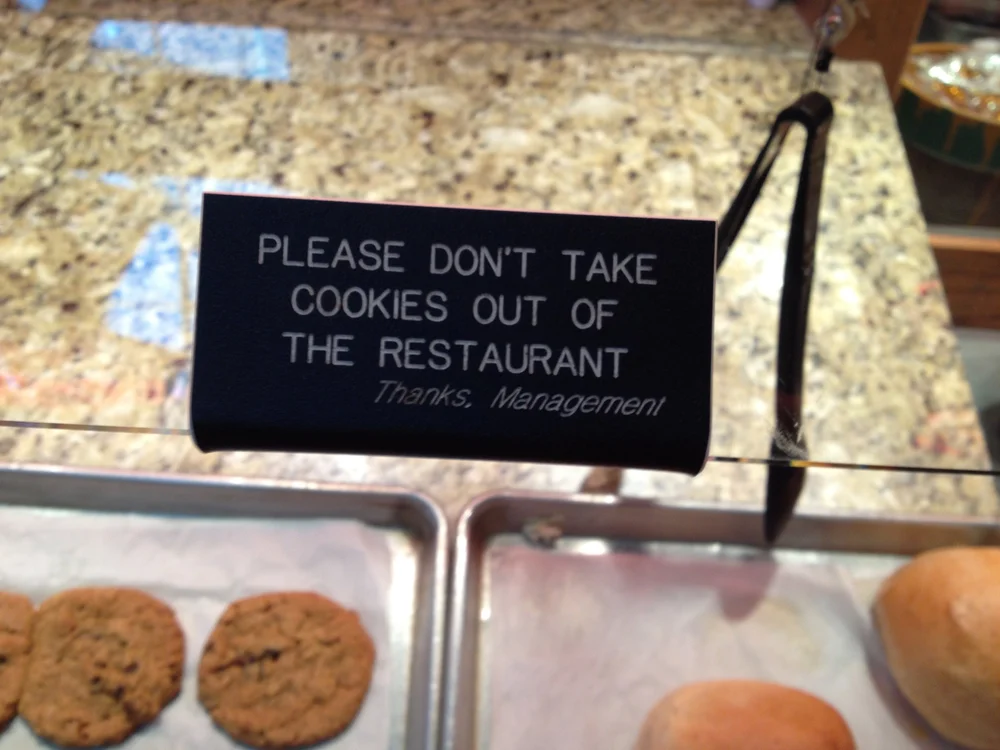 PLEASE DON'T TAKE
COOKIES OUT OF
THE RESTAURANT
Thanks, Management